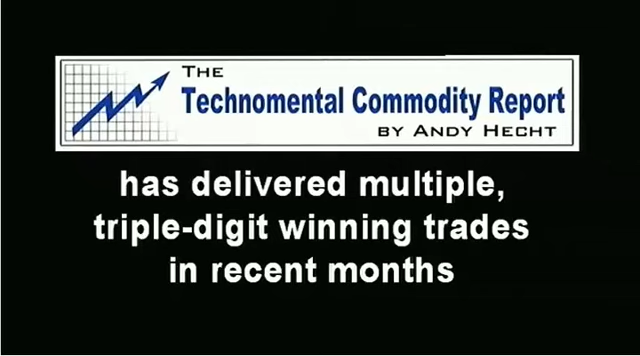 THE
Technomental Commodity Report
BY ANDY HECHT
has delivered multiple,
triple-digit winning trades
in recent months